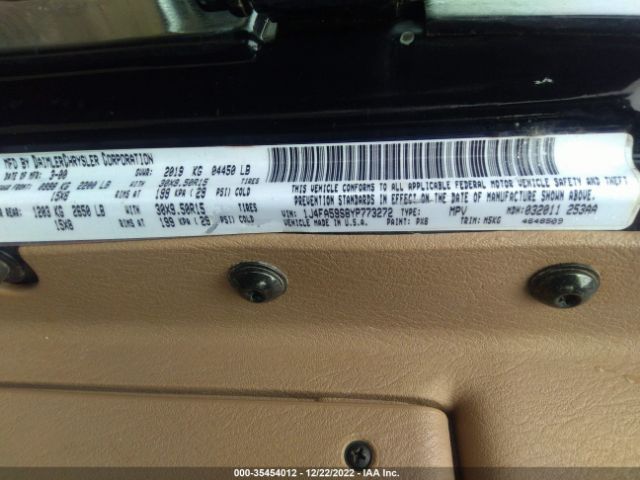 MFD BY DAIMLERCHRYSLER CORPORATION
DATE OF MFR: 3-00 GVWR: 2019 KG 04450 LB
GAWR FRONT: KG 2200 LB WITH 30X9.50R15 TIRES
15X8 RIMS AT 199 KPA ( 29 PSI) COLD
REAR: 1203 KG 2650 LB WITH 30X9.50R15 TIRES
15X8 RIMS AT 199 KPA ( 29 PSI) COLD
THIS VEHICLE CONFORMS TO ALL APPLICABLE FEDERAL MOTOR VEHICLE SAFETY AND THEFT
PREVENTION STANDARDS IN EFFECT ON THE DATE OF MANUFACTURE SHOWN ABOVE.
VIN: 1J4FA59S8YP773272 TYPE: MPV MDH: 032011 253AA
VEHICLE MADE IN U.S.A. PAINT: PX8 TRIM: M5KG 4648509
000-35454012 - 12/22/2022 - IAA Inc.